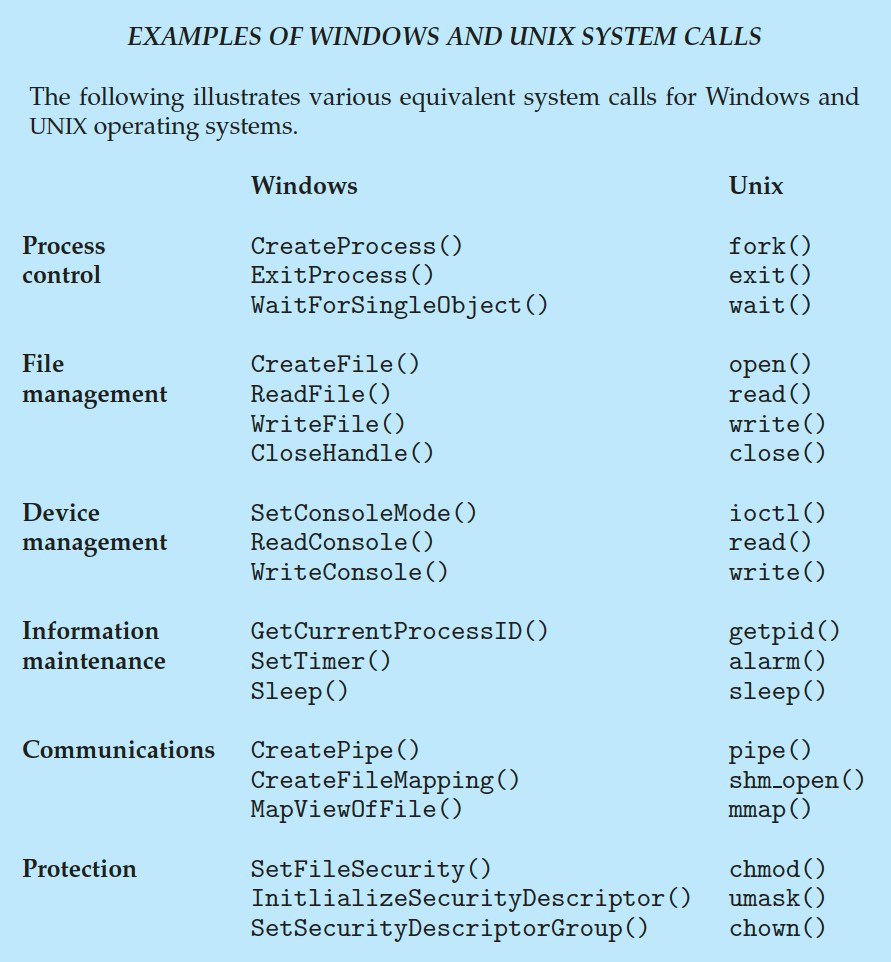 EXAMPLES OF WINDOWS AND UNIX SYSTEM CALLS
The following illustrates various equivalent system calls for Windows and
UNIX operating systems.
Windows Unix
Process CreateProcess() fork()
control ExitProcess() exit()
WaitForSingleObject() wait()
File CreateFile() open()
management ReadFile() read()
WriteFile() write()
CloseHandle() close()
Device SetConsoleMode() ioctl()
management ReadConsole() read()
WriteConsole() write()
Information GetCurrentProcessID() getpid()
maintenance SetTimer() alarm()
Sleep() sleep()
Communications CreatePipe() pipe()
CreateFileMapping() shm_open()
MapViewOfFile() mmap()
Protection SetFileSecurity() chmod()
InitlializeSecurityDescriptor() umask()
SetSecurityDescriptorGroup() chown()